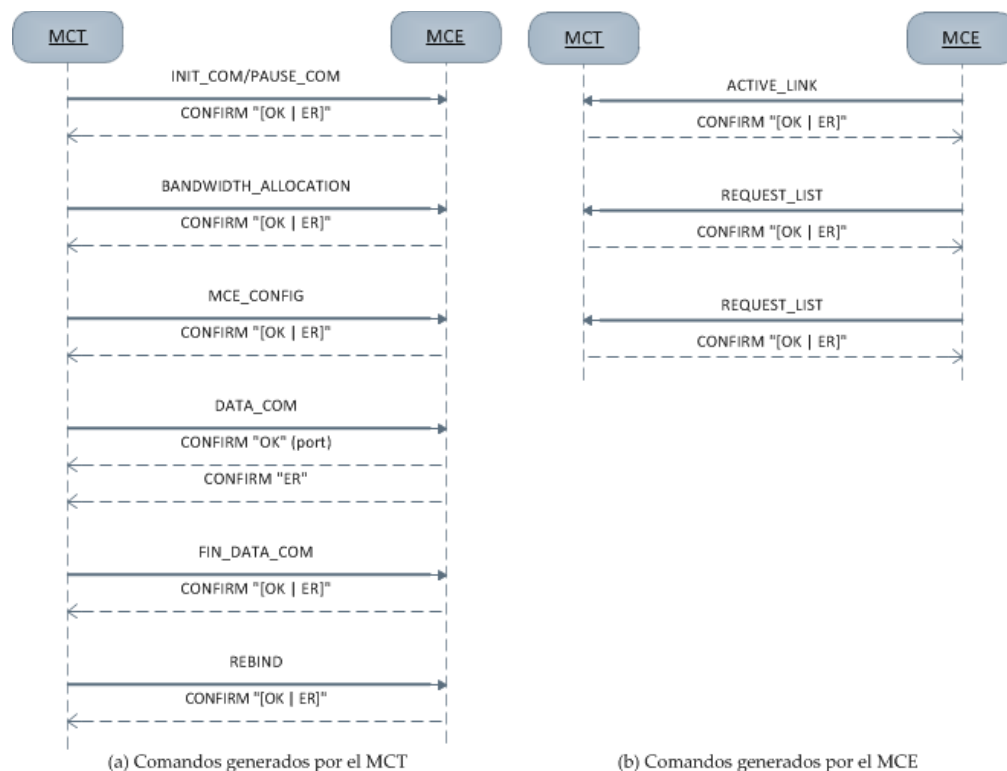 MCT
MCE
INIT_COM/PAUSE_COM
CONFIRM "[OK | ER]"
BANDWIDTH_ALLOCATION
CONFIRM "[OK | ER]"
MCE_CONFIG
CONFIRM "[OK | ER]"
DATA_COM
CONFIRM "OK" (port)
CONFIRM "ER"
FIN_DATA_COM
CONFIRM "[OK | ER]"
REBIND
CONFIRM "[OK | ER]"
(a) Comandos generados por el MCT
MCT
MCE
ACTIVE_LINK
CONFIRM "[OK | ER]"
REQUEST_LIST
CONFIRM "[OK | ER]"
REQUEST_LIST
CONFIRM "[OK | ER]"
(b) Comandos generados por el MCE